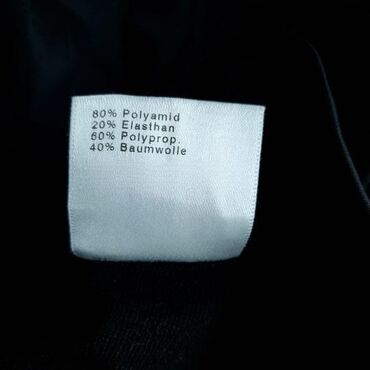 80% Polyamid
20% Elasthan
60% Polyprop.
40% Baumwolle